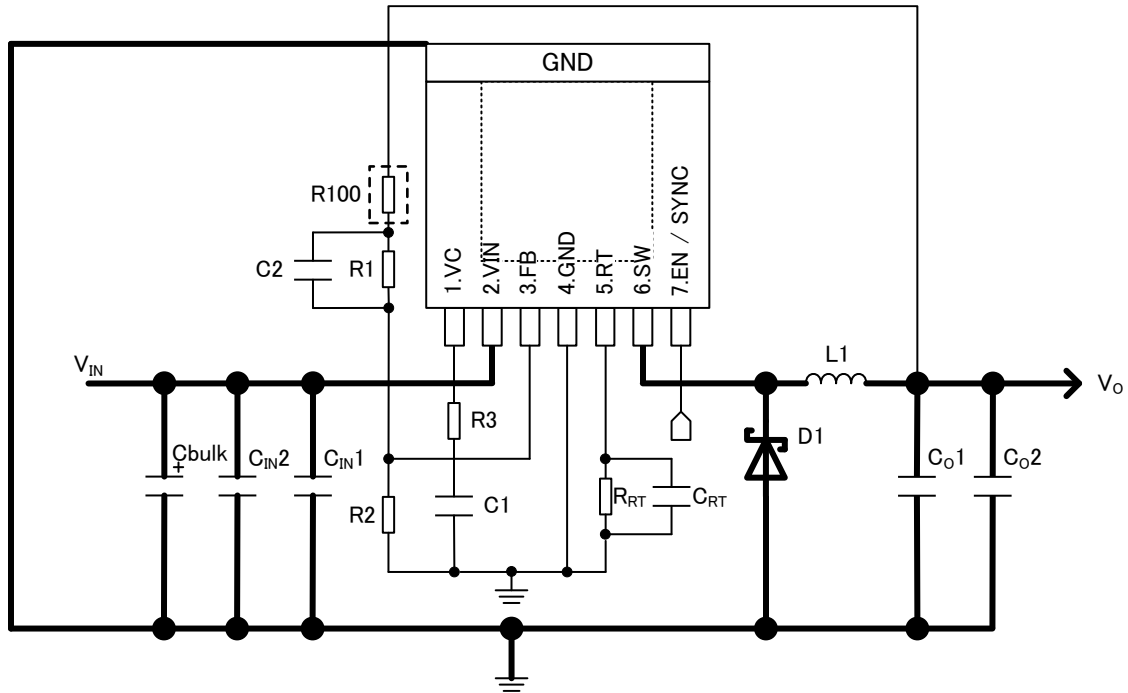 GND
R100
C2
R1
1.VC
2.VIN
3.FB
4.GND
5.RT
6.SW
7.EN / SYNC
VIN
L1
VO
R3
D1
Cbulk
+
CIN2
CIN1
CO1
CO2
R2
C1
RRT
CRT